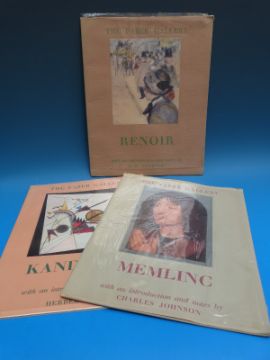 THE FABER GALLERY
RENOIR
THE FABER GALLERY
KAN
with an
HERBE
THE FABER GALLERY
MEMLINC
with an introduction and notes by
CHARLES JOHNSON